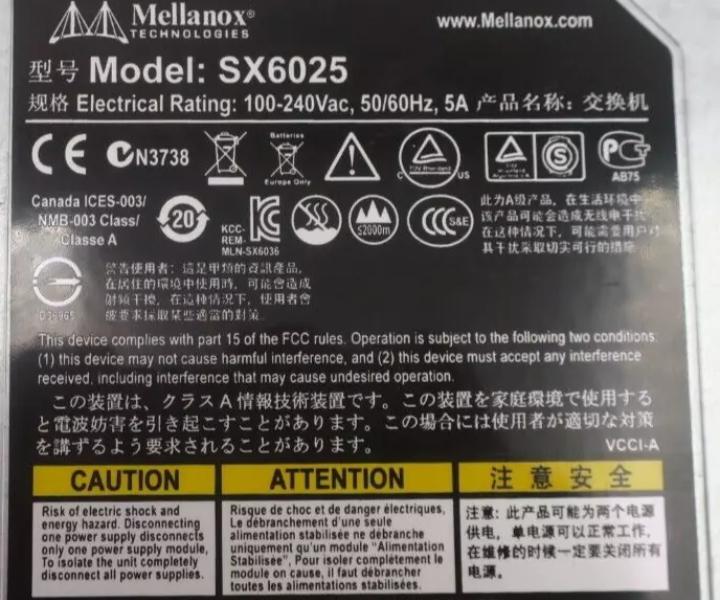 Mellanox®
TECHNOLOGIES
www.Mellanox.com
型号 Model: SX6025
规格 Electrical Rating: 100-240Vac, 50/60Hz, 5A 产品名称: 交换机
CE
N3738
Batteries
Europe Only
C US
S
AB75
Canada ICES-003/
NMB-003 Class/
Classe A
20
KCC-
REM-
MLN-SX6036
≤2000m
CCC S&E
此为A级产品, 在生活环境中
该产品可能会造成无线电干扰
在这种情况下, 可能需要用户对
其干扰采取切实可行的措施
警告使用者: 這是甲類的資訊產品,
在居住的環境中使用時, 可能會造成
射頻干擾, 在這種情況下, 使用者會
被要求採取某些適當的對策
This device complies with part 15 of the FCC rules. Operation is subject to the following two conditions:
(1) this device may not cause harmful interference, and (2) this device must accept any interference
received, including interference that may cause undesired operation.
この装置は、クラスA情報技術装置です。この装置を家庭環境で使用する
と電波妨害を引き起こすことがあります。この場合には使用者が適切な対策
を講ずるよう要求されることがあります。
VCCI-A
CAUTION
Risk of electric shock and
energy hazard. Disconnecting
one power supply disconnects
only one power supply module,
To isolate the unit completely
disconnect all power supplies.
ATTENTION
Risque de choc et de danger électriques,
Le débranchement d'une seule
alimentation stabilisée ne débranche
uniquement qu'un module "Alimentation
Stabilisée", Pour isoler complètement le
module en cause, il faut débrancher
toutes les alimentations stabilisées.
注意安全
注意: 此产品可能为两个电源
供电, 单电源可以正常工作,
在维修的时候一定要关闭所有
电源。